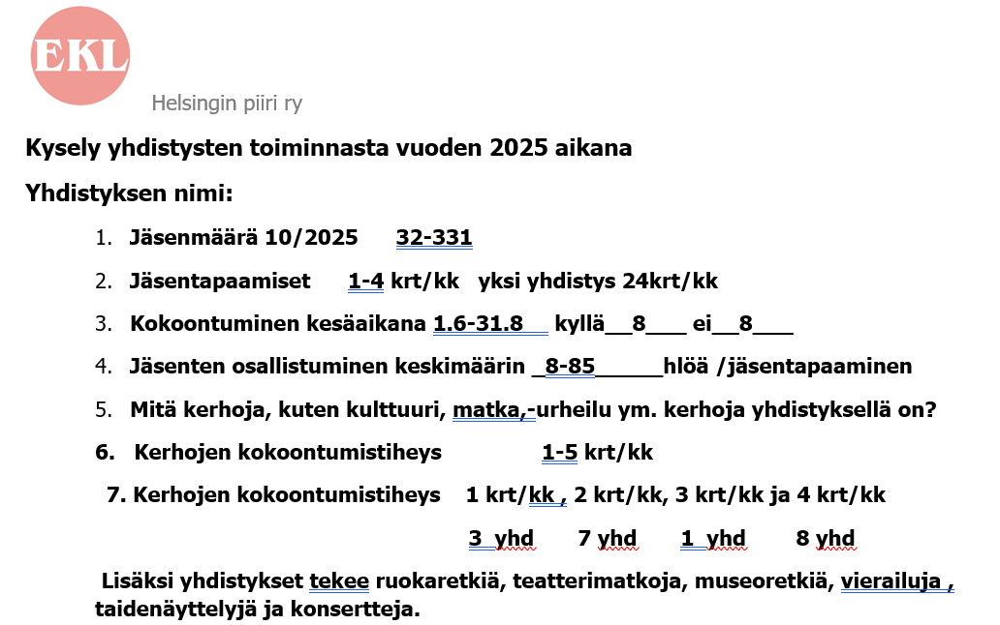 EKL
Helsingin piiri ry
Kysely yhdistysten toiminnasta vuoden 2025 aikana
Yhdistyksen nimi:
1. Jäsenmäärä 10/2025 32-331
2. Jäsentapaamiset 1-4 krt/kk yksi yhdistys 24krt/kk
3. Kokoontuminen kesäaikana 1.6-31.8__ kyllä__8___ ei__8___
4. Jäsenten osallistuminen keskimäärin _8-85_____hlöä /jäsentapaaminen
5. Mitä kerhoja, kuten kulttuuri, matka,-urheilu ym. kerhoja yhdistyksellä on?
6. Kerhojen kokoontumistiheys 1-5 krt/kk
7. Kerhojen kokoontumistiheys 1 krt/kk , 2 krt/kk, 3 krt/kk ja 4 krt/kk
3 yhd 7 yhd 1 yhd 8 yhd
Lisäksi yhdistykset tekee ruokaretkiä, teatterimatkoja, museoretkiä, vierailuja ,
taidenäyttelyjä ja konsertteja.